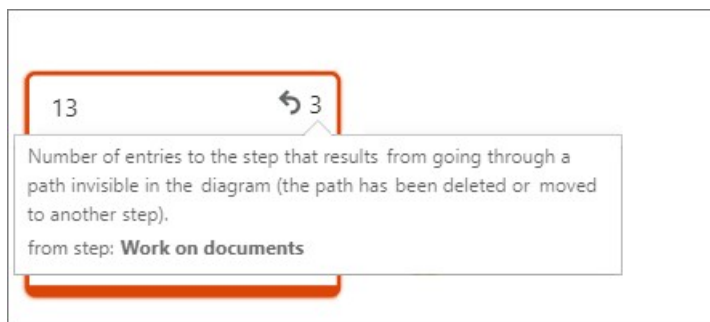 13 3
Number of entries to the step that results from going through a
path invisible in the diagram (the path has been deleted or moved
to another step).
from step: Work on documents